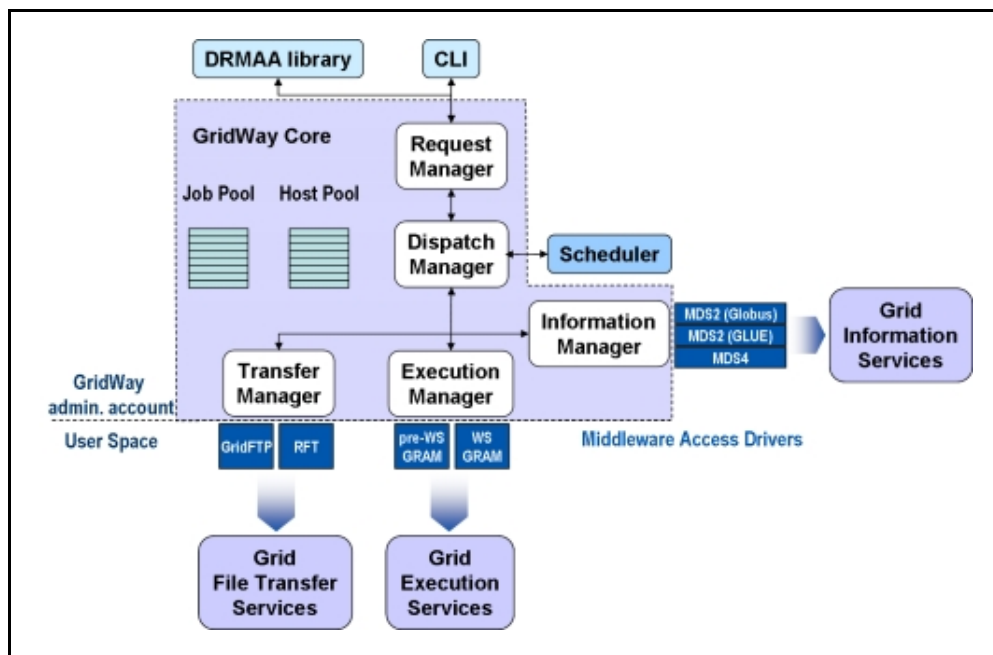 DRMAA library
CLI
GridWay Core
Request
Manager
Job Pool
Host Pool
Dispatch
Manager
Scheduler
Information
Manager
MDS2 (Globus)
MDS2 (GLUE)
MDS4
Grid
Information
Services
Transfer
Manager
Execution
Manager
GridWay
admin. account
User Space
GridFTP
RFT
pre-WS
GRAM
WS
GRAM
Middleware Access Drivers
Grid
File Transfer
Services
Grid
Execution
Services